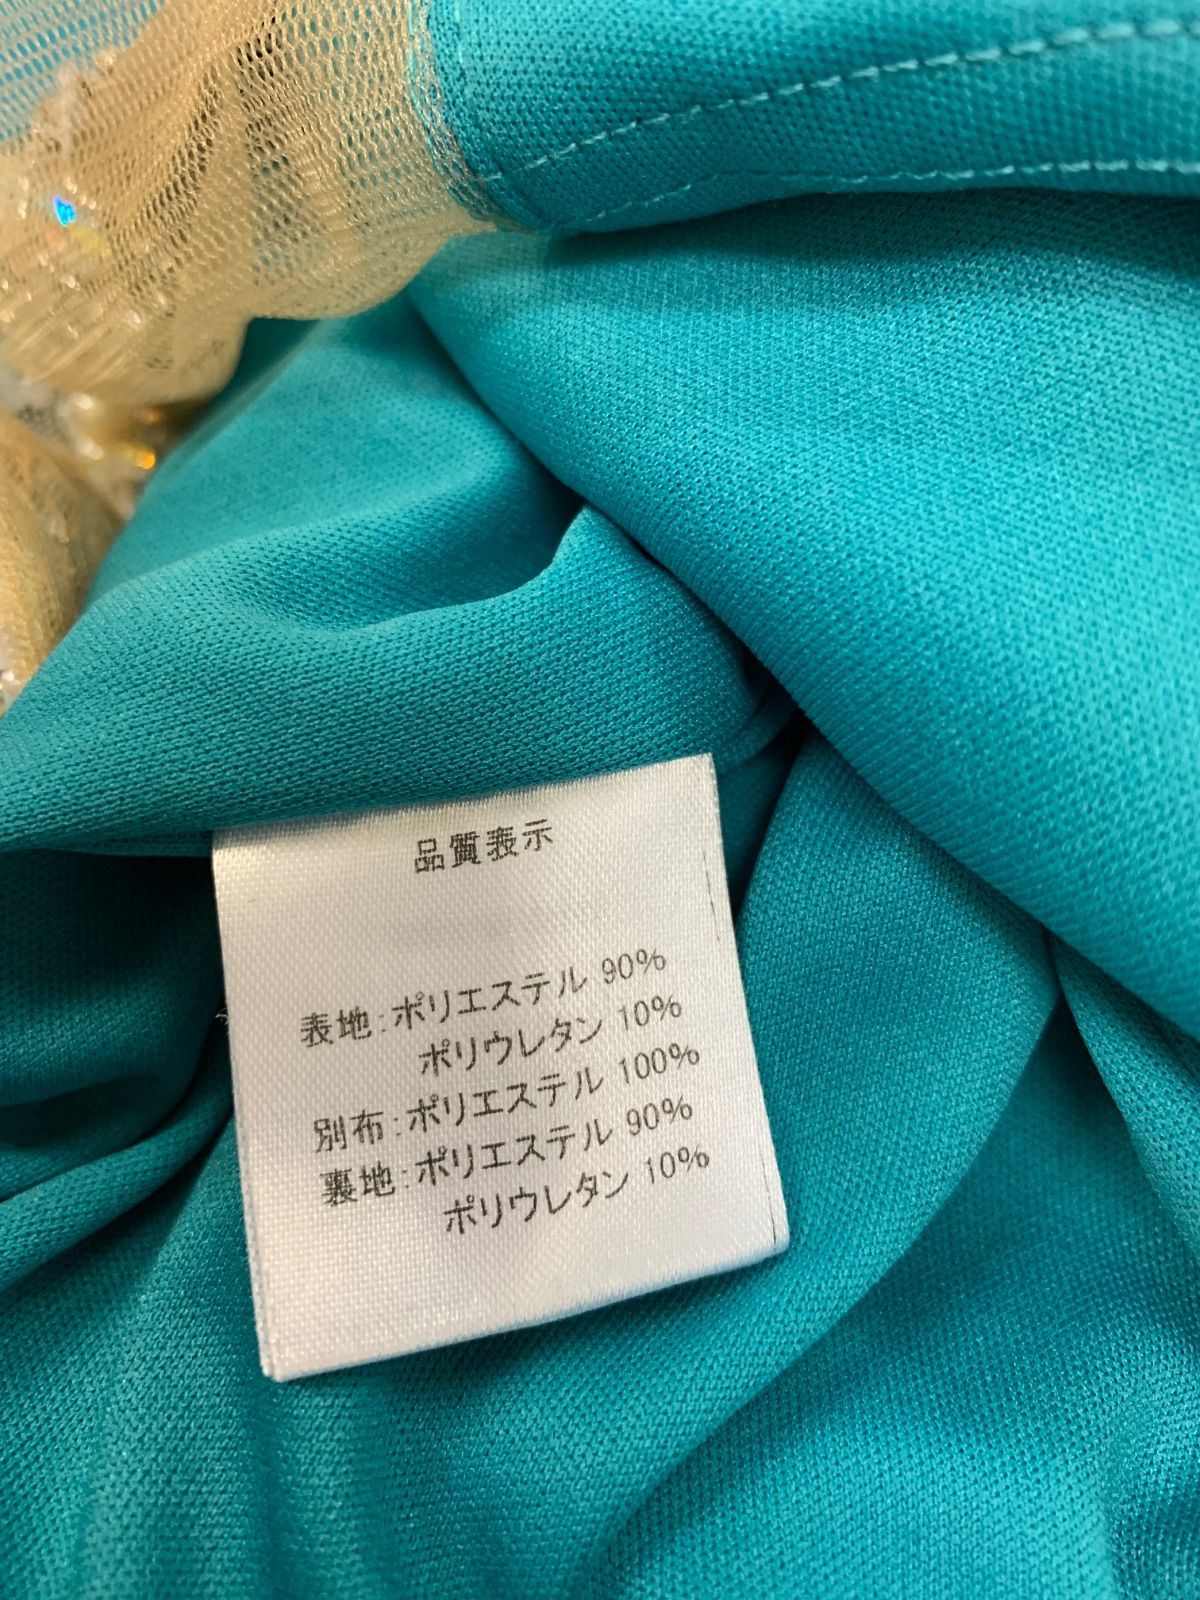 品質表示
表地:ポリエステル 90%
ポリウレタン 10%
別布:ポリエステル 100%
裏地:ポリエステル 90%
ポリウレタン 10%